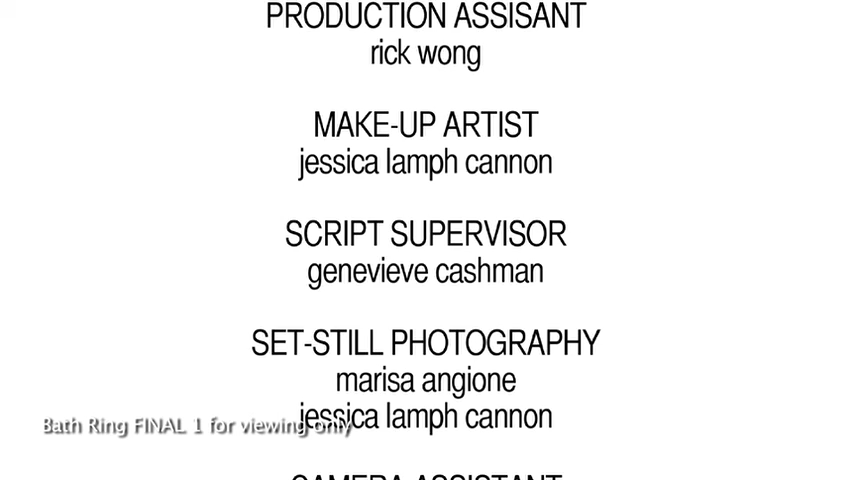 PRODUCTION ASSISANT
rick wong
MAKE-UP ARTIST
jessica lamph cannon
SCRIPT SUPERVISOR
genevieve cashman
SET-STILL PHOTOGRAPHY
marisa angione
jessica lamph cannon
Bath Ring FINAL 1 for viewing only
CAMERA ASSISTANT